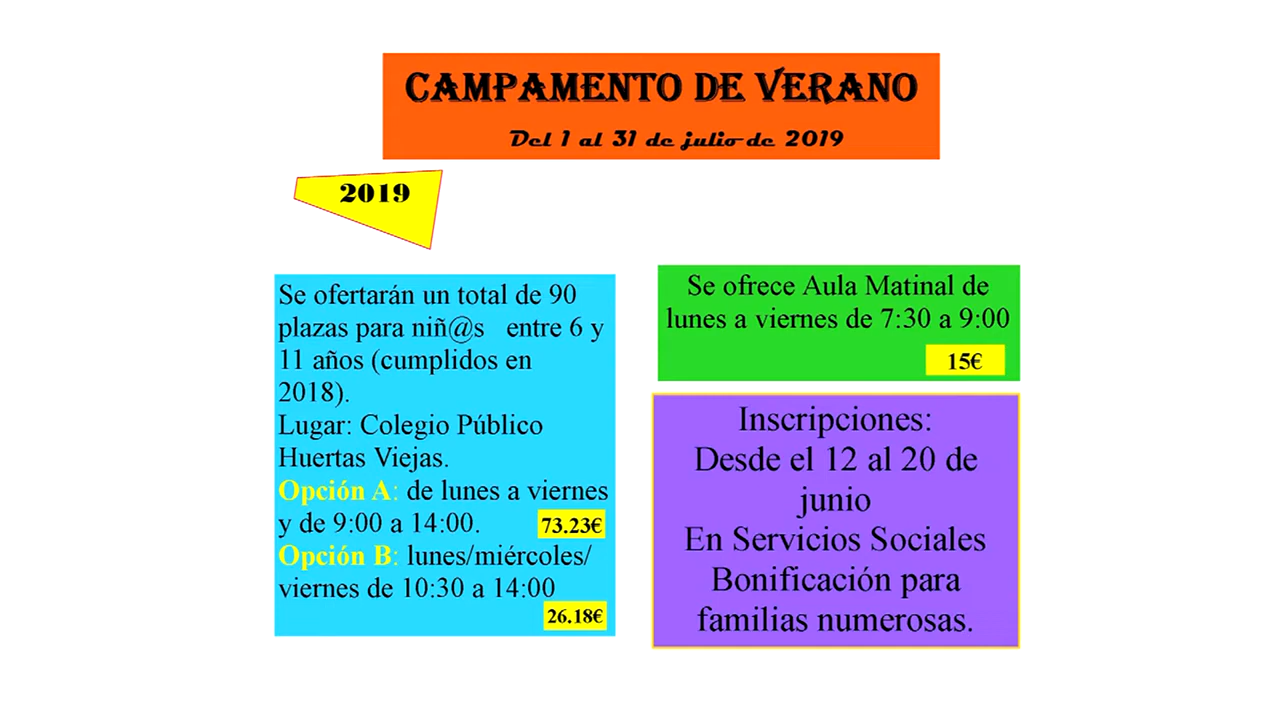 CAMPAMENTO DE VERANO
Del 1 al 31 de julio de 2019
2019
Se ofertarán un total de 90
plazas para niñ@s entre 6 y
11 años (cumplidos en
2018).
Lugar: Colegio Público
Huertas Viejas.
Opción A: de lunes a viernes
y de 9:00 a 14:00. 73.23€
Opción B: lunes/miércoles/
viernes de 10:30 a 14:00
26.18€
Se ofrece Aula Matinal de
lunes a viernes de 7:30 a 9:00
15€
Inscripciones:
Desde el 12 al 20 de
junio
En Servicios Sociales
Bonificación para
familias numerosas.